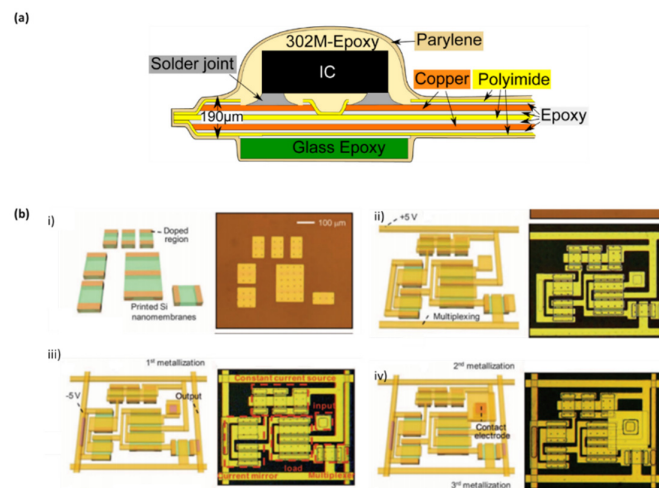 (a)
302M-Epoxy
Parylene
Solder joint
IC
Copper
Polyimide
190μm
Epoxy
Glass Epoxy
(b)
i)
Doped
region
100 μm
Printed Si
nanomembranes
ii)
+5 V
Multiplexing
iii)
1st metallization
-5 V
Output
Constant current source
input
load
current mirror
Multiplexer
iv)
2nd metallization
Contact
electrode
3rd metallization